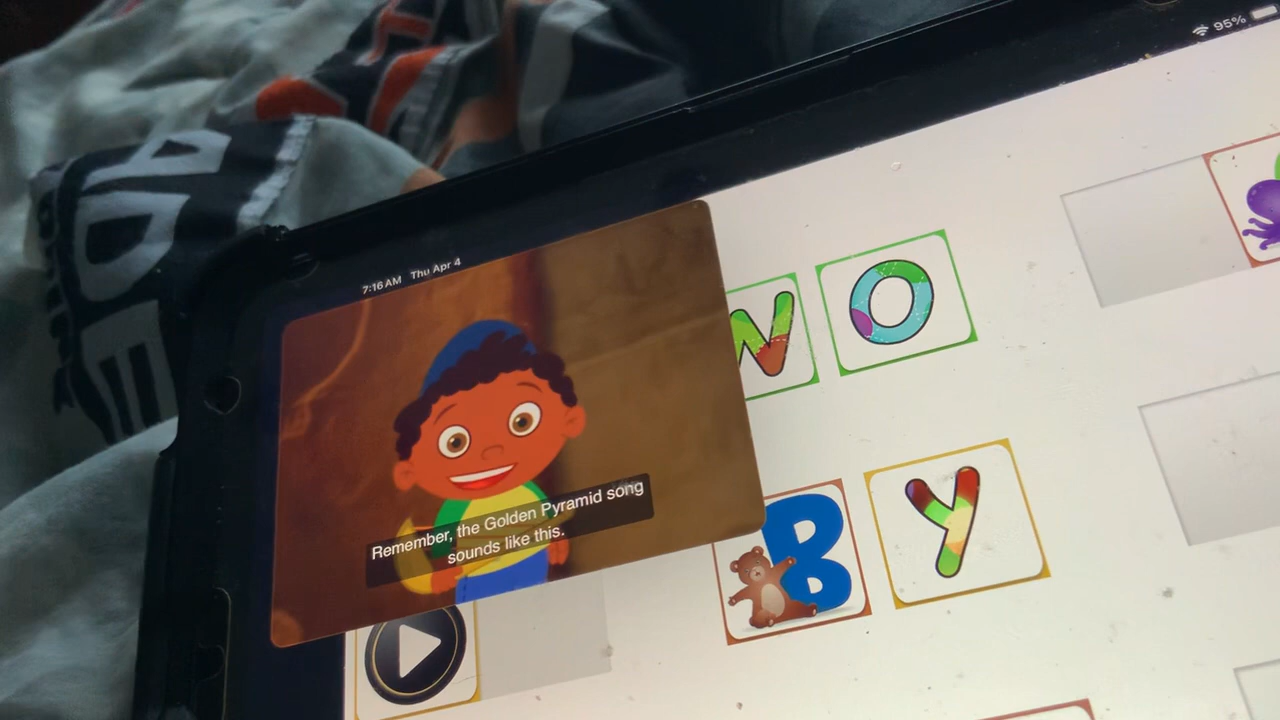 95%
7:16 AM Thu Apr 4
W O
Remember, the Golden Pyramid song
sounds like this.
B Y